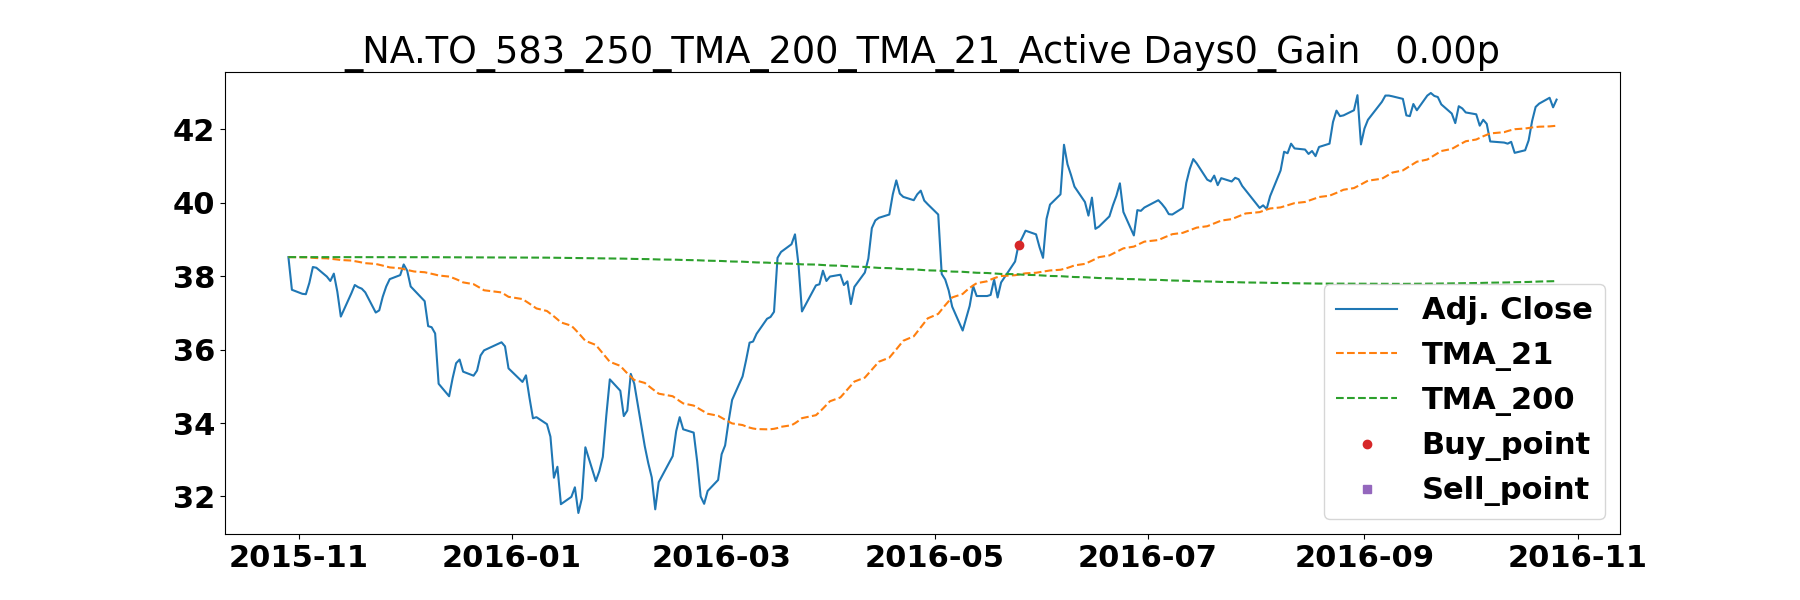 _NA.TO_583_250_TMA_200_TMA_21_Active Days0_Gain   0.00p
42
40
38
36
34
32
Adj. Close
TMA_21
TMA_200
Buy_point
Sell_point
2015-11 2016-01 2016-03 2016-05 2016-07 2016-09 2016-11